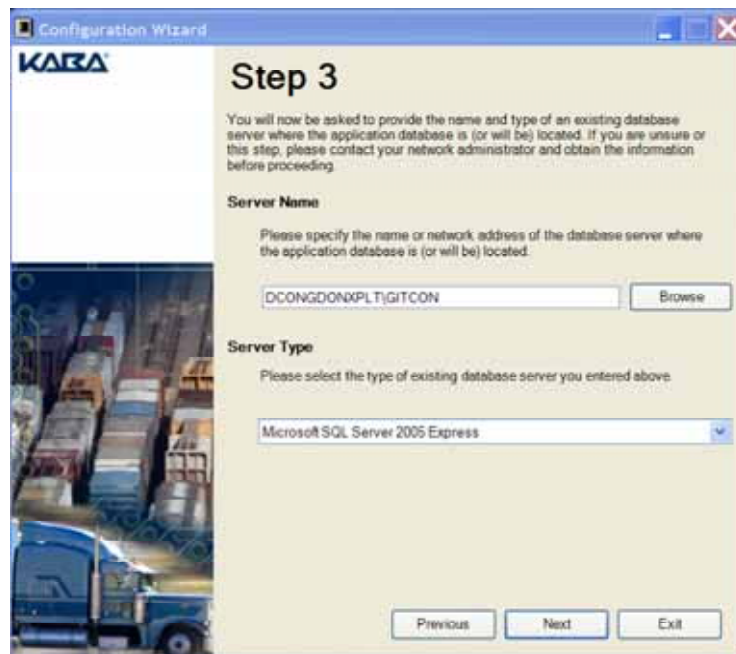 Configuration Wizard
KABA
Step 3
You will now be asked to provide the name and type of an existing database
server where the application database is (or will be) located. If you are unsure or
this step, please contact your network administrator and obtain the information
before proceeding.
Server Name
Please specify the name or network address of the database server where
the application database is (or will be) located.
DCONGDONXPLT\GITCON
Browse
Server Type
Please select the type of existing database server you entered above.
Microsoft SQL Server 2005 Express
Previous
Next
Exit